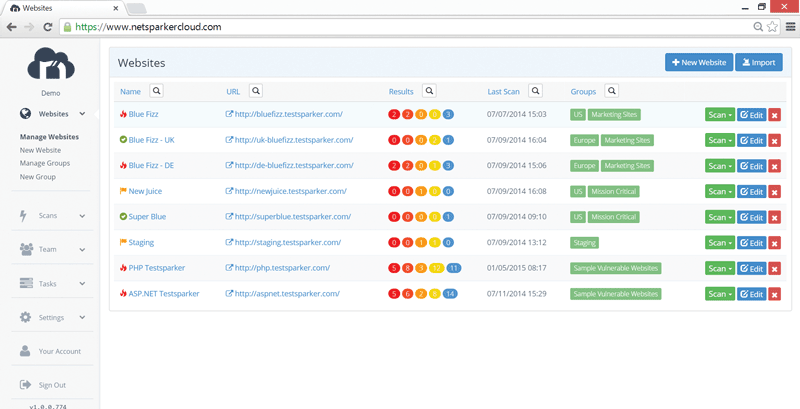 Websites
https://www.netsparkercloud.com
Demo
Websites
Manage Websites
New Website
Manage Groups
New Group
Scans
Team
Tasks
Settings
Your Account
Sign Out
v1.0.0.774
Websites
New Website Import
Name URL Results Last Scan Groups
Blue Fizz http://bluefizz.testsparker.com/ 2 2 0 3 07/07/2014 15:03 US Marketing Sites Scan Edit
Blue Fizz - UK http://uk-bluefizz.testsparker.com/ 0 0 0 1 07/09/2014 16:04 Europe Marketing Sites Scan Edit
Blue Fizz - DE http://de-bluefizz.testsparker.com/ 2 2 0 3 07/09/2014 15:06 Europe Marketing Sites Scan Edit
New Juice http://newjuice.testsparker.com/ 0 0 1 0 07/09/2014 16:08 US Mission Critical Scan Edit
Super Blue http://superblue.testsparker.com/ 0 0 0 1 07/09/2014 09:10 US Mission Critical Scan Edit
Staging http://staging.testsparker.com/ 0 0 1 0 07/09/2014 13:12 Staging Scan Edit
PHP Testsparker http://php.testsparker.com/ 5 8 3 11 01/05/2015 08:17 Sample Vulnerable Websites Scan Edit
ASP.NET Testsparker http://aspnet.testsparker.com/ 5 6 2 14 07/11/2014 15:29 Sample Vulnerable Websites Scan Edit